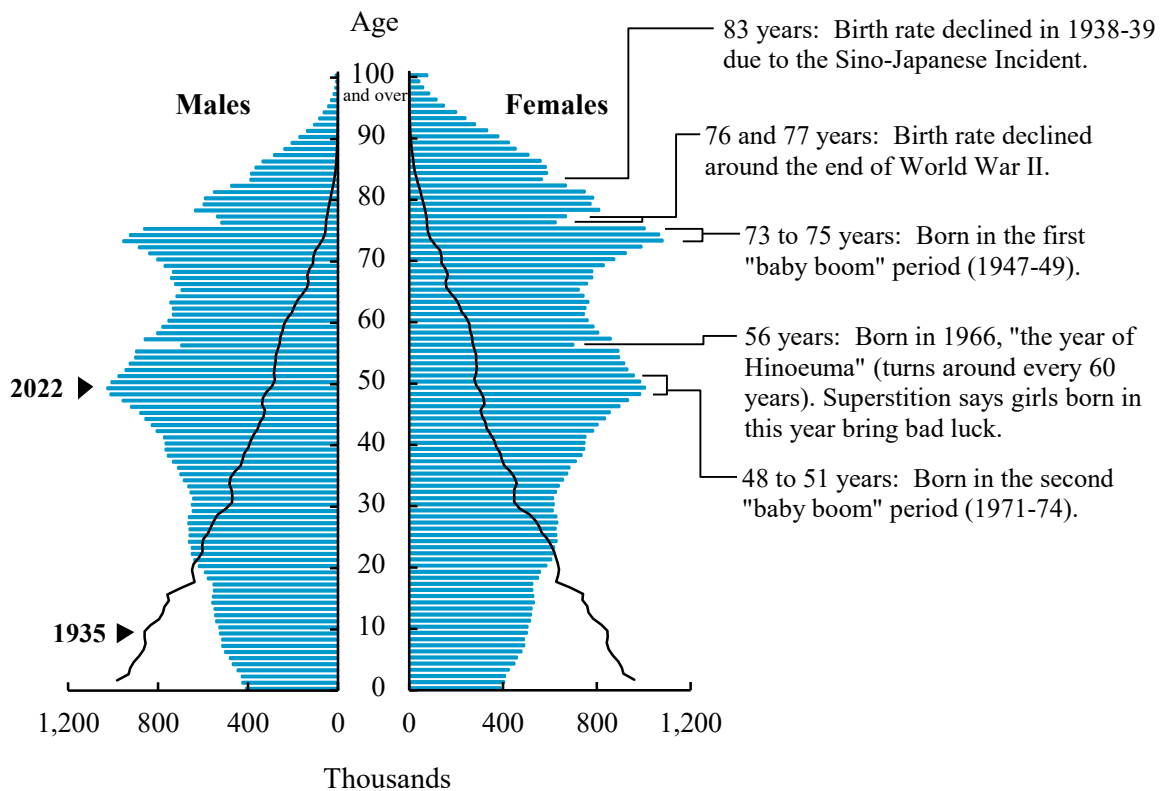 Age
Males
Females
100
and over
90
80
70
60
50
40
30
20
10
0
2022
1935
1,200
800
400
0
0
400
800
1,200
Thousands
83 years: Birth rate declined in 1938-39
due to the Sino-Japanese Incident.
76 and 77 years: Birth rate declined
around the end of World War II.
73 to 75 years: Born in the first
"baby boom" period (1947-49).
56 years: Born in 1966, "the year of
Hinoeuma" (turns around every 60
years). Superstition says girls born in
this year bring bad luck.
48 to 51 years: Born in the second
"baby boom" period (1971-74).